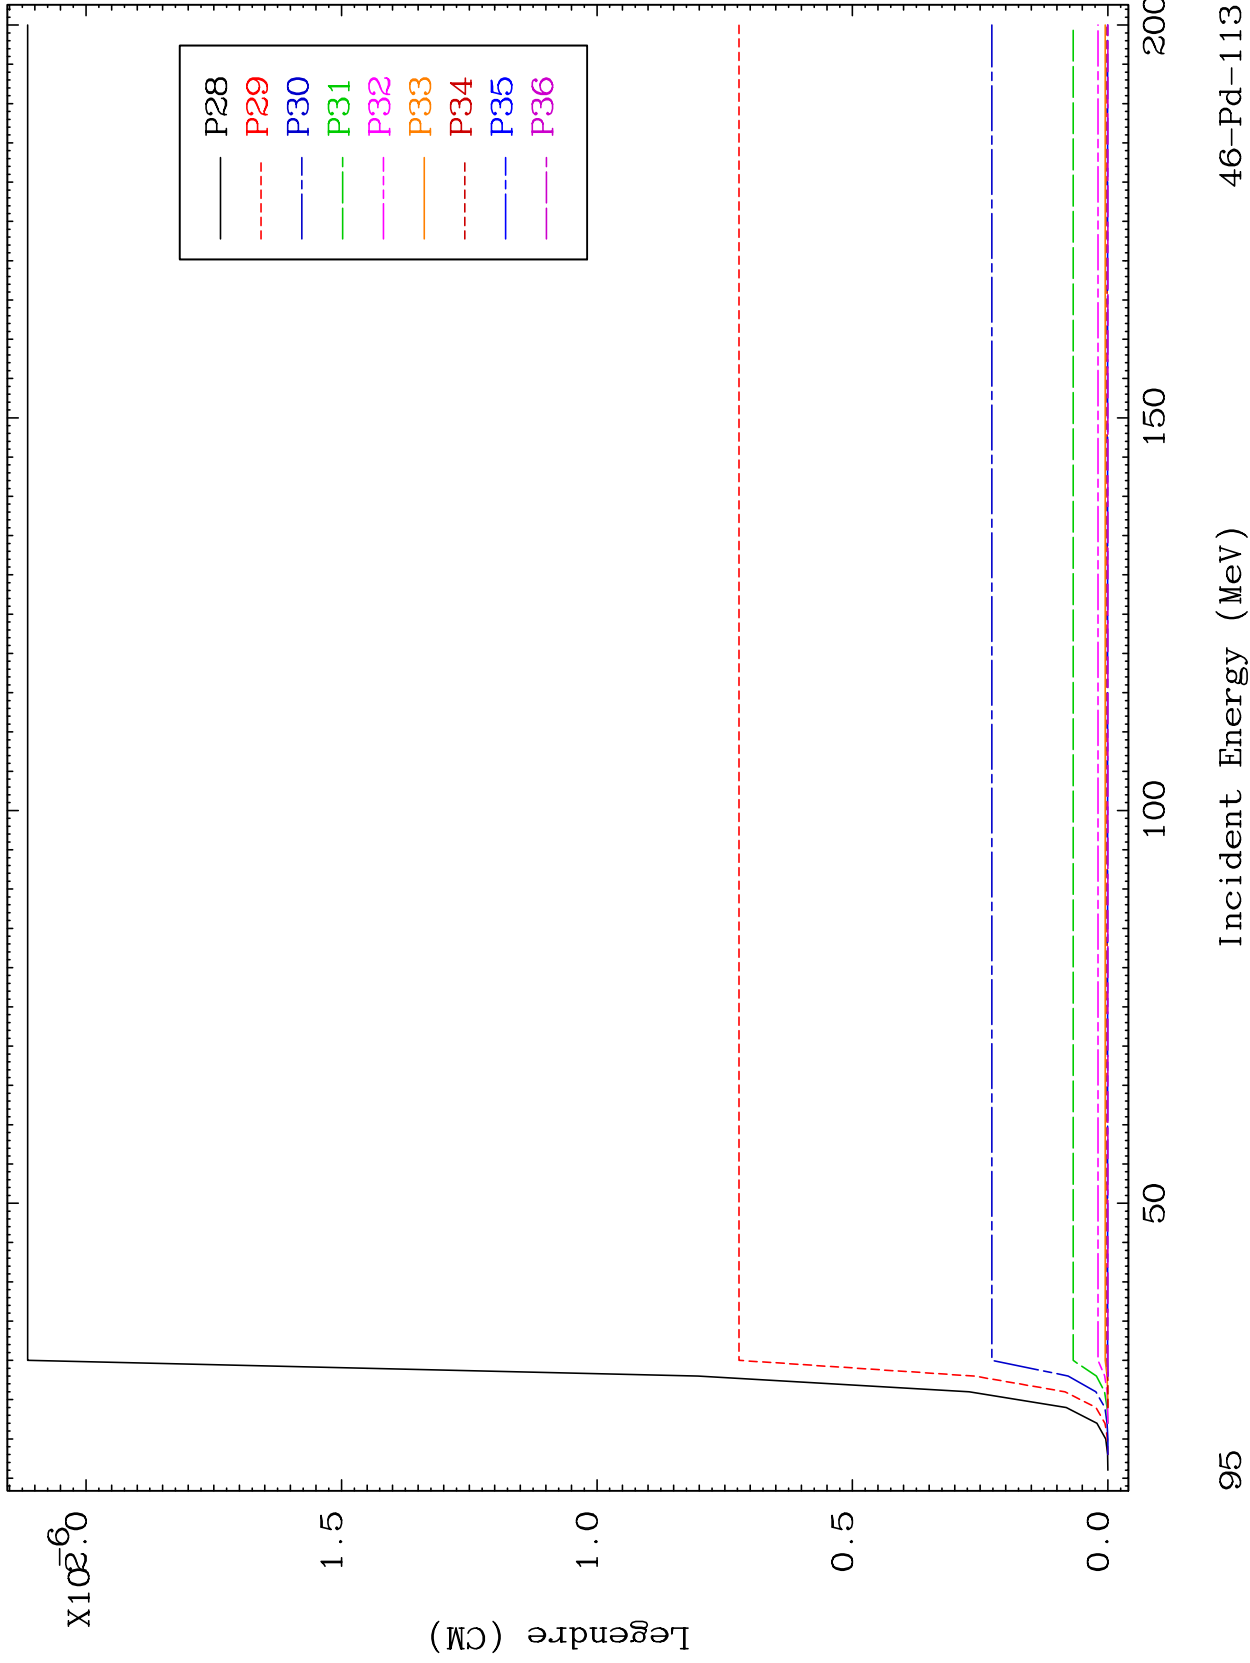 X10-6
2.0
1.5
1.0
0.5
0.0
Legendre (CM)
P28
P29
P30
P31
P32
P33
P34
P35
P36
50
100
150
200
95
Incident Energy (MeV)
46-Pd-113